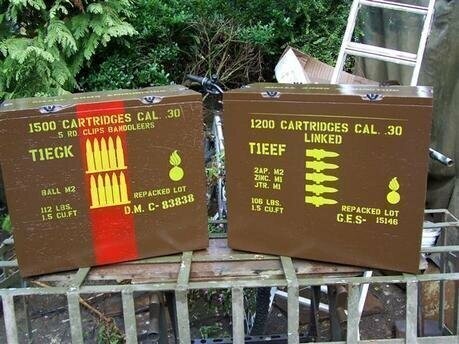 1500 CARTRIDGES CAL. .30
5 RD. CLIPS BANDOLEERS
T1EGK
BALL M2
REPACKED LOT
112 LBS.
1.5 CU.FT
D.M. C- 83838
1200 CARTRIDGES CAL. .30
LINKED
T1EEF
2AP. M2
2INC. M1
JTR. M1
REPACKED LOT
106 LBS.
1.5 CU.FT
G.E.S- 15146